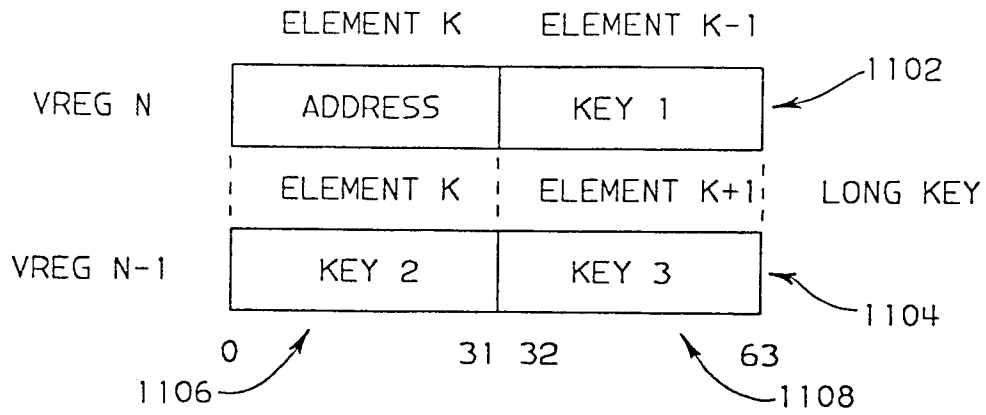 ELEMENT K ELEMENT K-1
1102
VREG N ADDRESS KEY 1
ELEMENT K ELEMENT K+1 LONG KEY
VREG N-1 KEY 2 KEY 3
1104
0 31 32 63
1106 1108